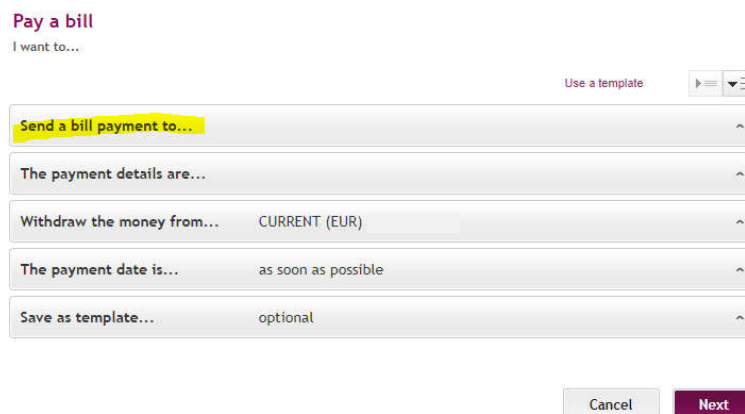 Pay a bill
I want to...
Use a template
Send a bill payment to...
The payment details are...
Withdraw the money from... CURRENT (EUR)
The payment date is... as soon as possible
Save as template... optional
Cancel Next